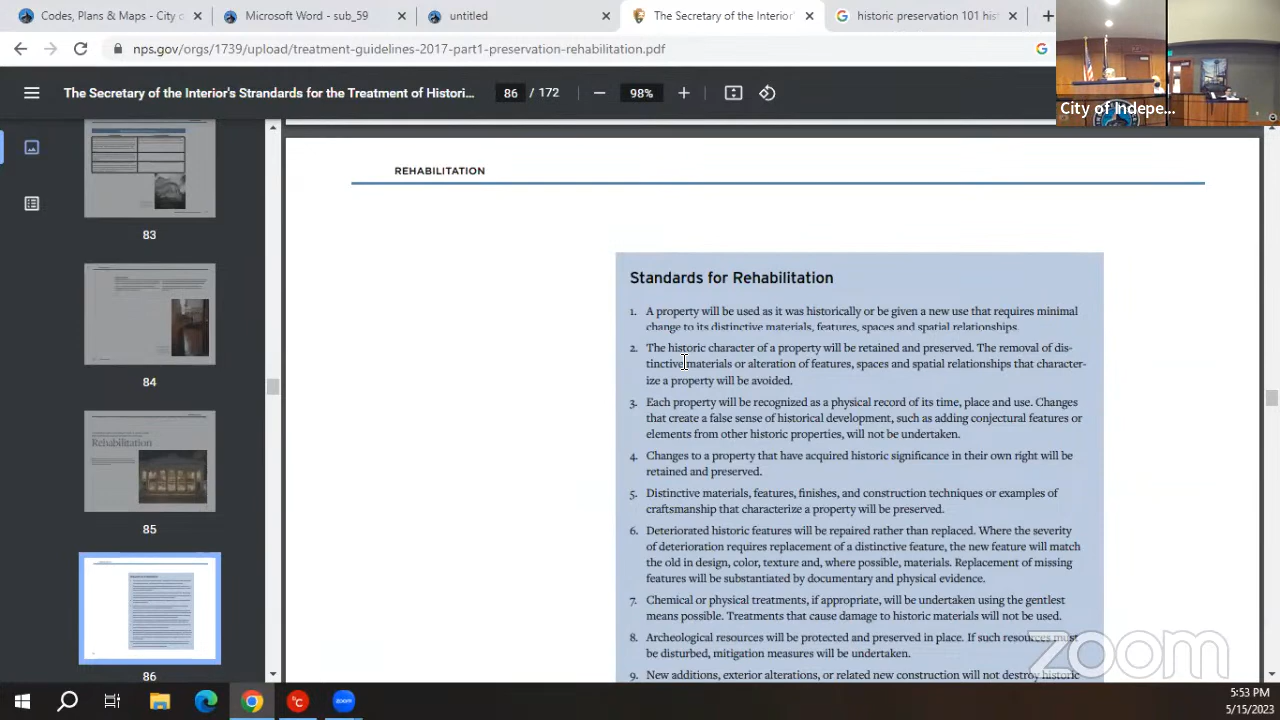 Codes, Plans & Maps - City o
Microsoft Word - sub_59
untitled
The Secretary of the Interior'
historic preservation 101 his
nps.gov/orgs/1739/upload/treatment-guidelines-2017-part1-preservation-rehabilitation.pdf
City of Indepe...
The Secretary of the Interior's Strandards for the Treatment of Histori...
86 / 172
98%
REHABILITATION
83
84
Rehabilitation
85
86
Standards for Rehabilitation
1. A property will be used as it was historically or be given a new use that requires minimal
change to its distinctive materials, features, spaces and spatial relationships.
2. The historic character of a property will be retained and preserved. The removal of dis-
tinctive materials or alteration of features, spaces and spatial relationships that character-
ize a property will be avoided.
3. Each property will be recognized as a physical record of its time, place and use. Changes
that create a false sense of historical development, such as adding conjectural features or
elements from other historic properties, will not be undertaken.
4. Changes to a property that have acquired historic significance in their own right will be
retained and preserved.
5. Distinctive materials, features, finishes, and construction techniques or examples of
craftsmanship that characterize a property will be preserved.
6. Deteriorated historic features will be repaired rather than replaced. Where the severity
of deterioration requires replacement of a distinctive feature, the new feature will match
the old in design, color, texture and, where possible, materials. Replacement of missing
features will be substantiated by documentary and physical evidence.
7. Chemical or physical treatments, if appropriate, will be undertaken using the gentlest
means possible. Treatments that cause damage to historic materials will not be used.
8. Archeological resources will be protected and preserved in place. If such resources must
be disturbed, mitigation measures will be undertaken.
9. New additions, exterior alterations, or related new construction will not destroy historic
zoom
zoom
5:53 PM
5/15/2023